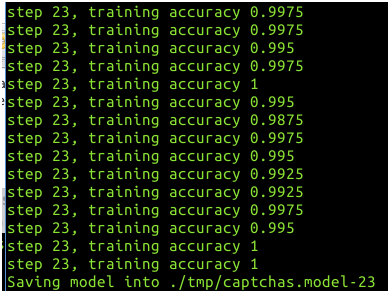 step 23, training accuracy 0.9975
step 23, training accuracy 0.9975
step 23, training accuracy 0.995
step 23, training accuracy 0.9975
step 23, training accuracy 1
step 23, training accuracy 0.995
step 23, training accuracy 0.9875
step 23, training accuracy 0.9975
step 23, training accuracy 0.995
step 23, training accuracy 0.9925
step 23, training accuracy 0.9925
step 23, training accuracy 0.9975
step 23, training accuracy 0.995
step 23, training accuracy 1
step 23, training accuracy 1
Saving model into ./tmp/captchas.model-23